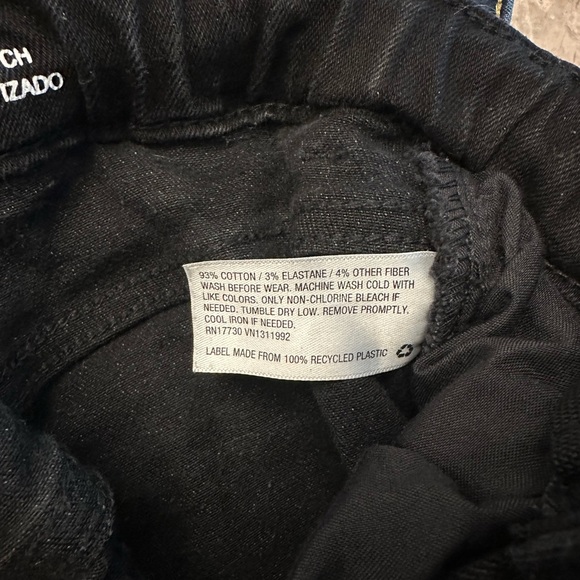 CH
IZADO
93% COTTON / 3% ELASTANE / 4% OTHER FIBER
WASH BEFORE WEAR. MACHINE WASH COLD WITH
LIKE COLORS. ONLY NON-CHLORINE BLEACH IF
NEEDED. TUMBLE DRY LOW. REMOVE PROMPTLY.
COOL IRON IF NEEDED.
RN17730 VN1311992
LABEL MADE FROM 100% RECYCLED PLASTIC